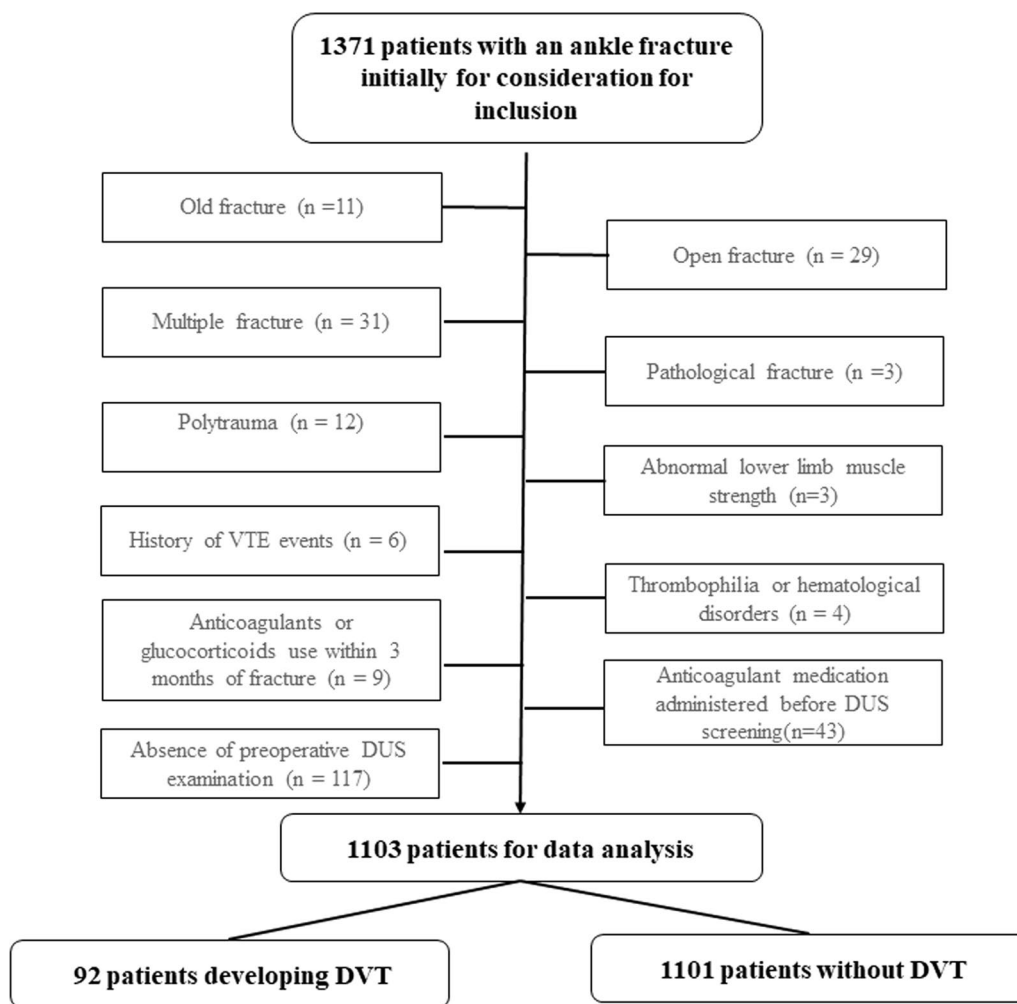 1371 patients with an ankle fracture
initially for consideration for
inclusion
Old fracture (n =11)
Open fracture (n = 29)
Multiple fracture (n = 31)
Pathological fracture (n =3)
Polytrauma (n = 12)
Abnormal lower limb muscle
strength (n=3)
History of VTE events (n = 6)
Thrombophilia or hematological
disorders (n = 4)
Anticoagulants or
glucocorticoids use within 3
months of fracture (n = 9)
Anticoagulant medication
administered before DUS
screening(n=43)
Absence of preoperative DUS
examination (n = 117)
1103 patients for data analysis
92 patients developing DVT
1101 patients without DVT